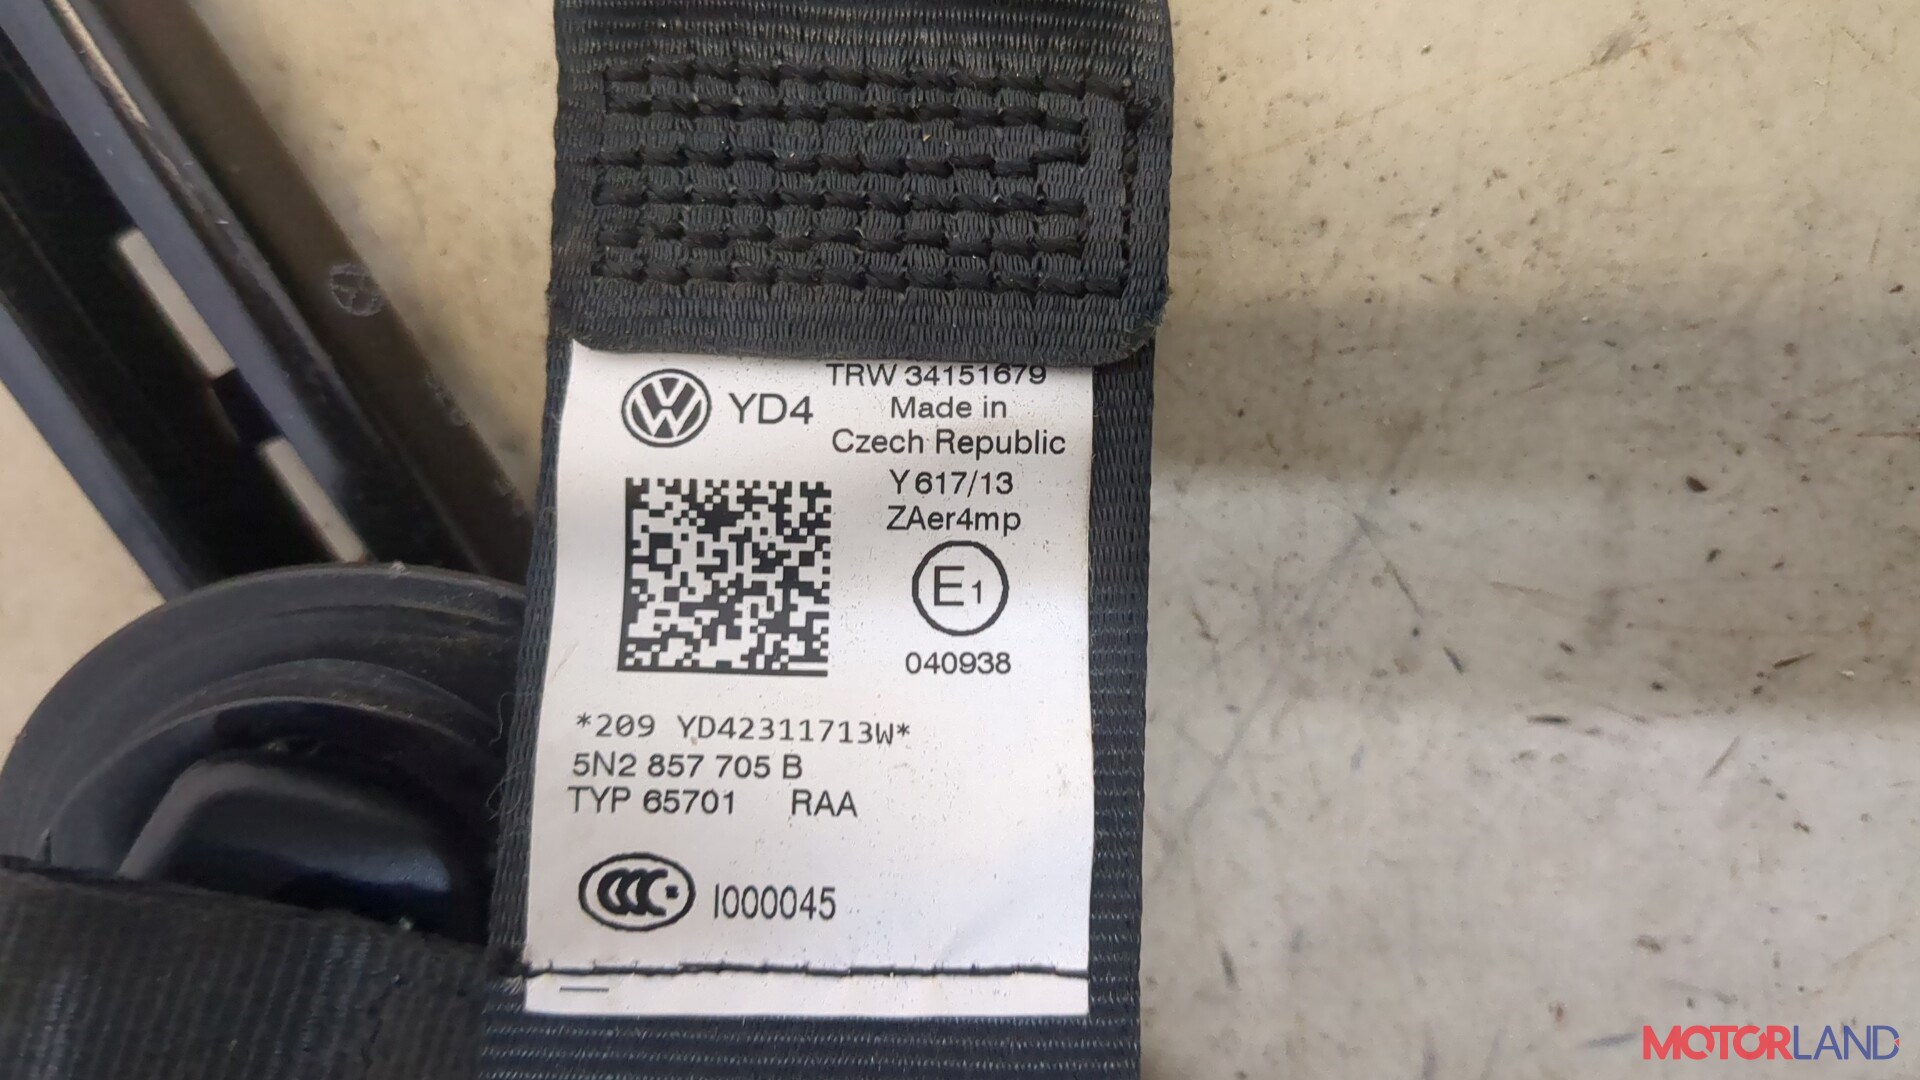 YD4
TRW 34151679
Made in
Czech Republic
Y 617/13
ZAer4mp
E1
040938
*209 YD42311713W*
5N2 857 705 B
TYP 65701 RAA
CCC I000045
MOTORLAND